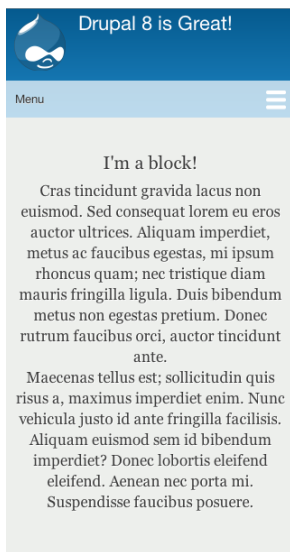 Drupal 8 is Great!
Menu
I'm a block!
Cras tincidunt gravida lacus non
euismod. Sed consequat lorem eu eros
auctor ultrices. Aliquam imperdiet,
metus ac faucibus egestas, mi ipsum
rhoncus quam; nec tristique diam
mauris fringilla ligula. Duis bibendum
metus non egestas pretium. Donec
rutrum faucibus orci, auctor tincidunt
ante.
Maecenas tellus est; sollicitudin quis
risus a, maximus imperdiet enim. Nunc
vehicula justo id ante fringilla facilisis.
Aliquam euismod sem id bibendum
imperdiet? Donec lobortis eleifend
eleifend. Aenean nec porta mi.
Suspendisse faucibus posuere.